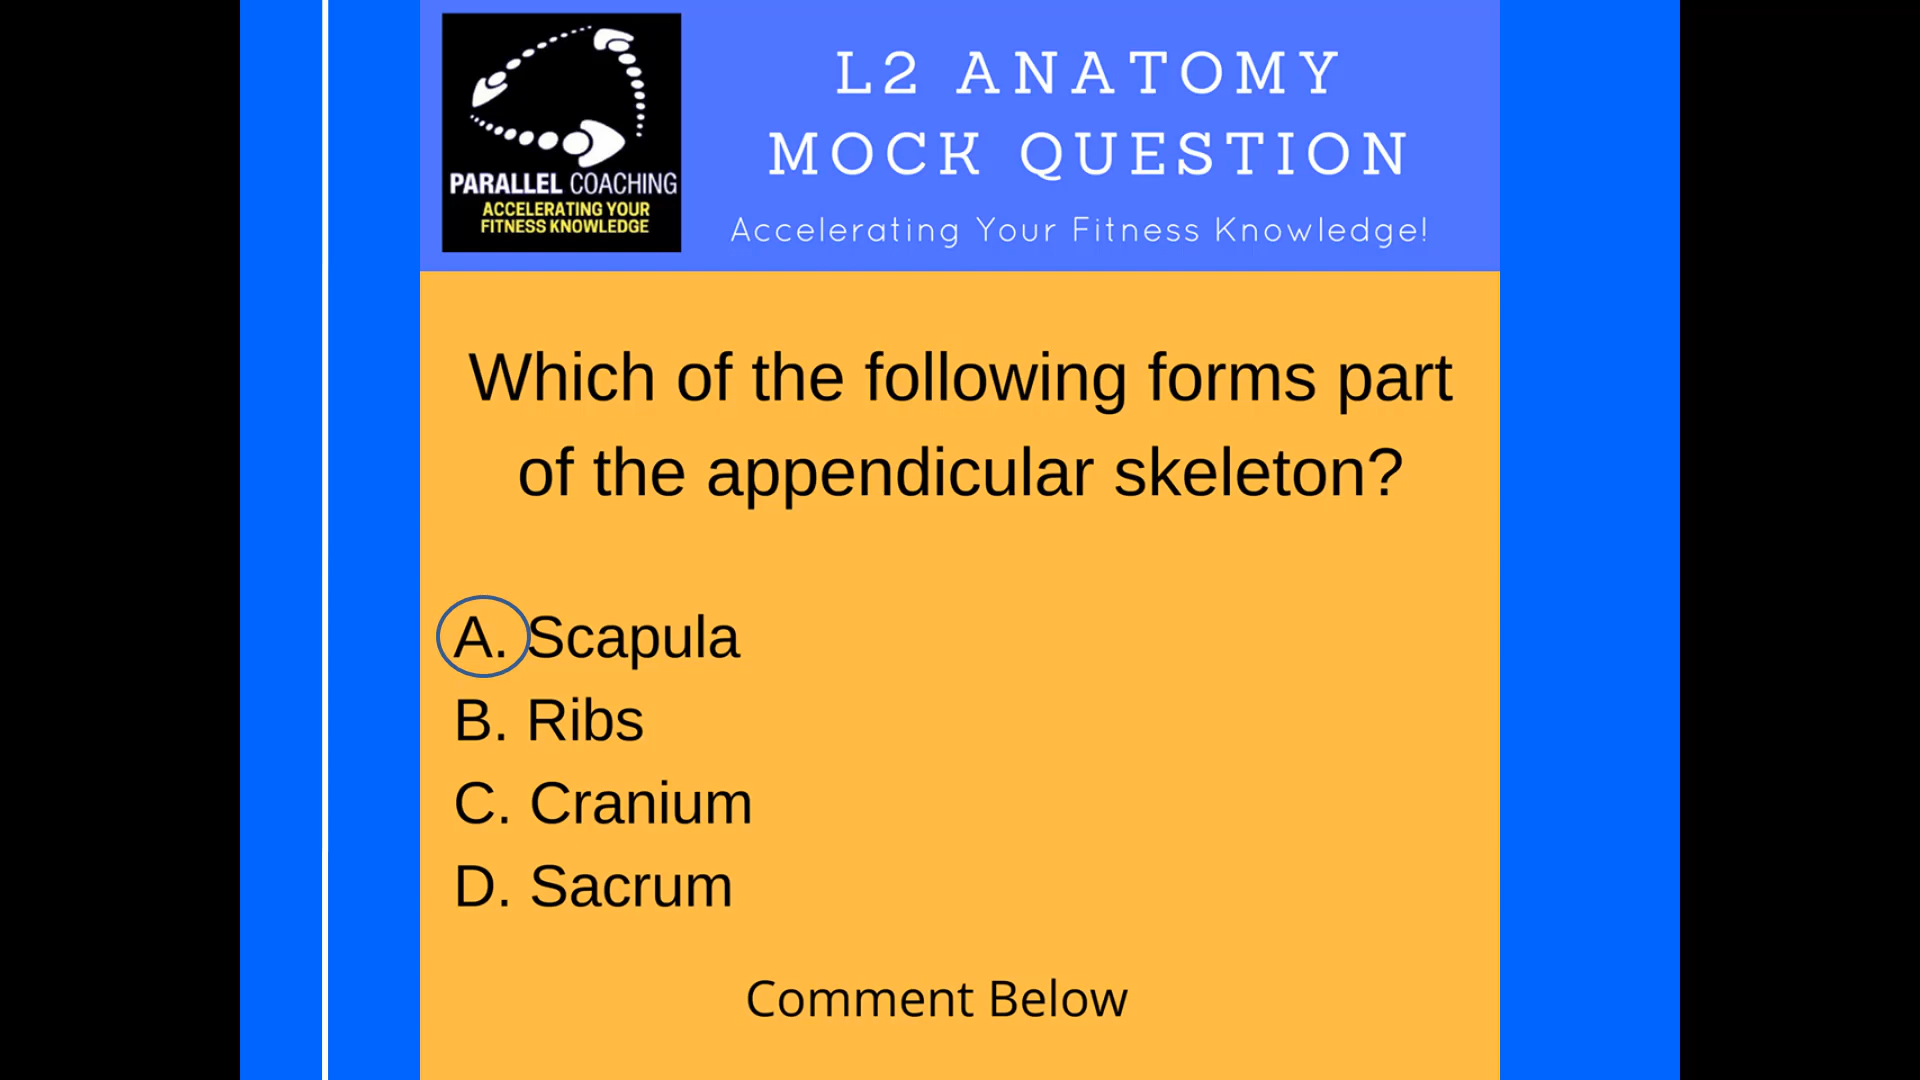 PARALLEL COACHING
ACCELERATING YOUR
FITNESS KNOWLEDGE
L2 ANATOMY
MOCK QUESTION
Accelerating Your Fitness Knowledge!
Which of the following forms part
of the appendicular skeleton?
A. Scapula
B. Ribs
C. Cranium
D. Sacrum
Comment Below